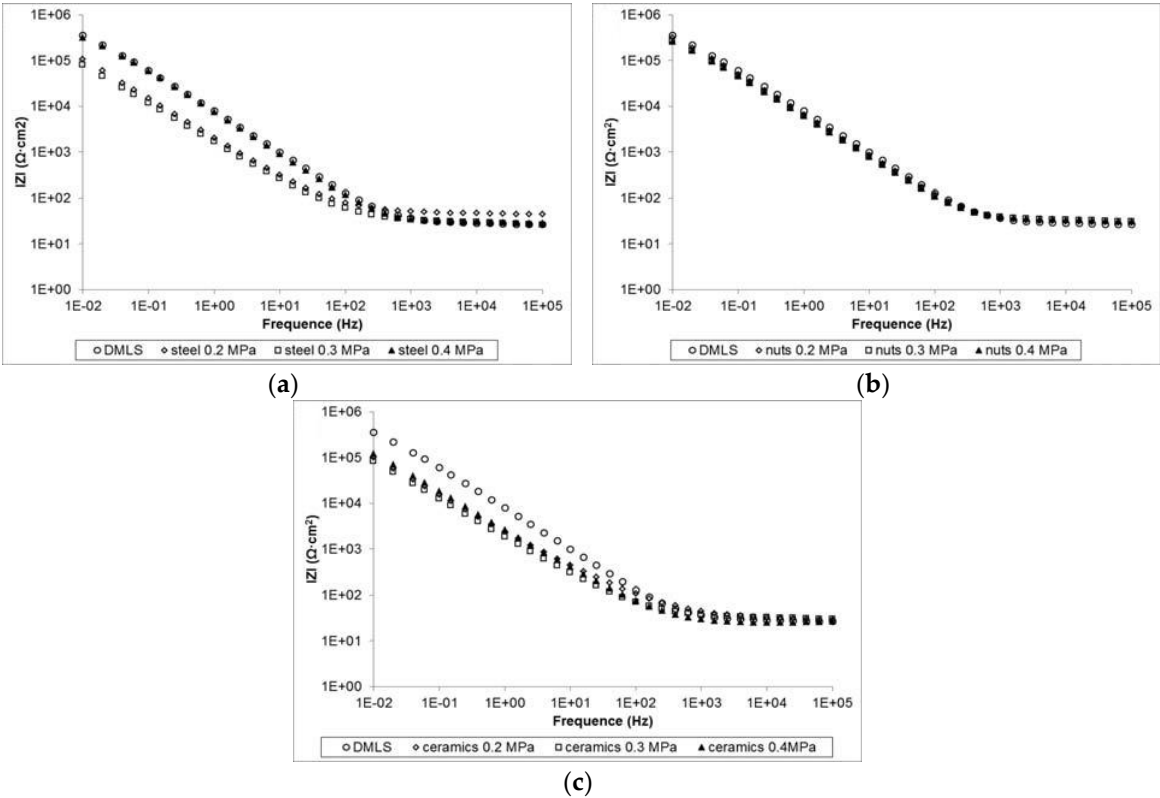 1E+06
1E+05
1E+04
1E+03
1E+02
1E+01
1E+00
IZI (Ω·cm2)
1E-02 1E-01 1E+00 1E+01 1E+02 1E+03 1E+04 1E+05
Frequence (Hz)
DMLS steel 0.2 MPa steel 0.3 MPa steel 0.4 MPa
(a)
1E+06
1E+05
1E+04
1E+03
1E+02
1E+01
1E+00
IZI (Ω·cm²)
1E-02 1E-01 1E+00 1E+01 1E+02 1E+03 1E+04 1E+05
Frequence (Hz)
DMLS nuts 0.2 MPa nuts 0.3 MPa nuts 0.4 MPa
(b)
1E+06
1E+05
1E+04
1E+03
1E+02
1E+01
1E+00
IZI (Ω·cm²)
1E-02 1E-01 1E+00 1E+01 1E+02 1E+03 1E+04 1E+05
Frequence (Hz)
DMLS ceramics 0.2 MPa ceramics 0.3 MPa ceramics 0.4MPa
(c)